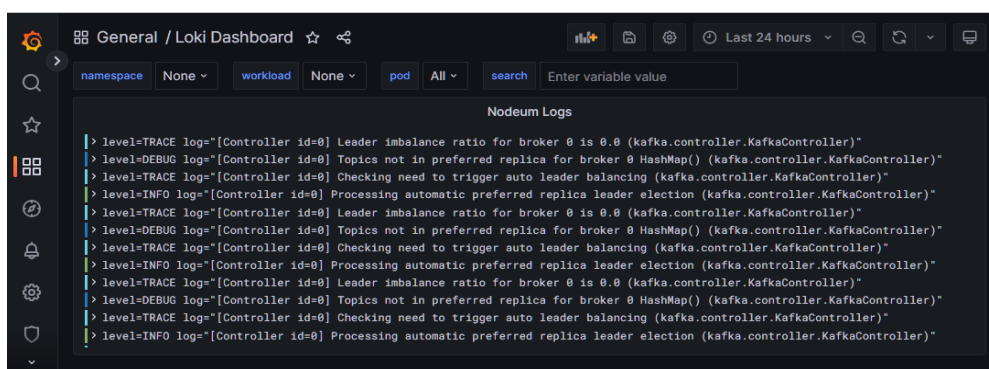 General / Loki Dashboard
Last 24 hours
namespace None workload None pod All search Enter variable value
Nodeum Logs
> level=TRACE log="[Controller id=0] Leader imbalance ratio for broker 0 is 0.0 (kafka.controller.KafkaController)"
> level=DEBUG log="[Controller id=0] Topics not in preferred replica for broker 0 HashMap() (kafka.controller.KafkaController)"
> level=TRACE log="[Controller id=0] Checking need to trigger auto leader balancing (kafka.controller.KafkaController)"
> level=INFO log="[Controller id=0] Processing automatic preferred replica leader election (kafka.controller.KafkaController)"
> level=TRACE log="[Controller id=0] Leader imbalance ratio for broker 0 is 0.0 (kafka.controller.KafkaController)"
> level=DEBUG log="[Controller id=0] Topics not in preferred replica for broker 0 HashMap() (kafka.controller.KafkaController)"
> level=TRACE log="[Controller id=0] Checking need to trigger auto leader balancing (kafka.controller.KafkaController)"
> level=INFO log="[Controller id=0] Processing automatic preferred replica leader election (kafka.controller.KafkaController)"
> level=TRACE log="[Controller id=0] Leader imbalance ratio for broker 0 is 0.0 (kafka.controller.KafkaController)"
> level=DEBUG log="[Controller id=0] Topics not in preferred replica for broker 0 HashMap() (kafka.controller.KafkaController)"
> level=TRACE log="[Controller id=0] Checking need to trigger auto leader balancing (kafka.controller.KafkaController)"
> level=INFO log="[Controller id=0] Processing automatic preferred replica leader election (kafka.controller.KafkaController)"